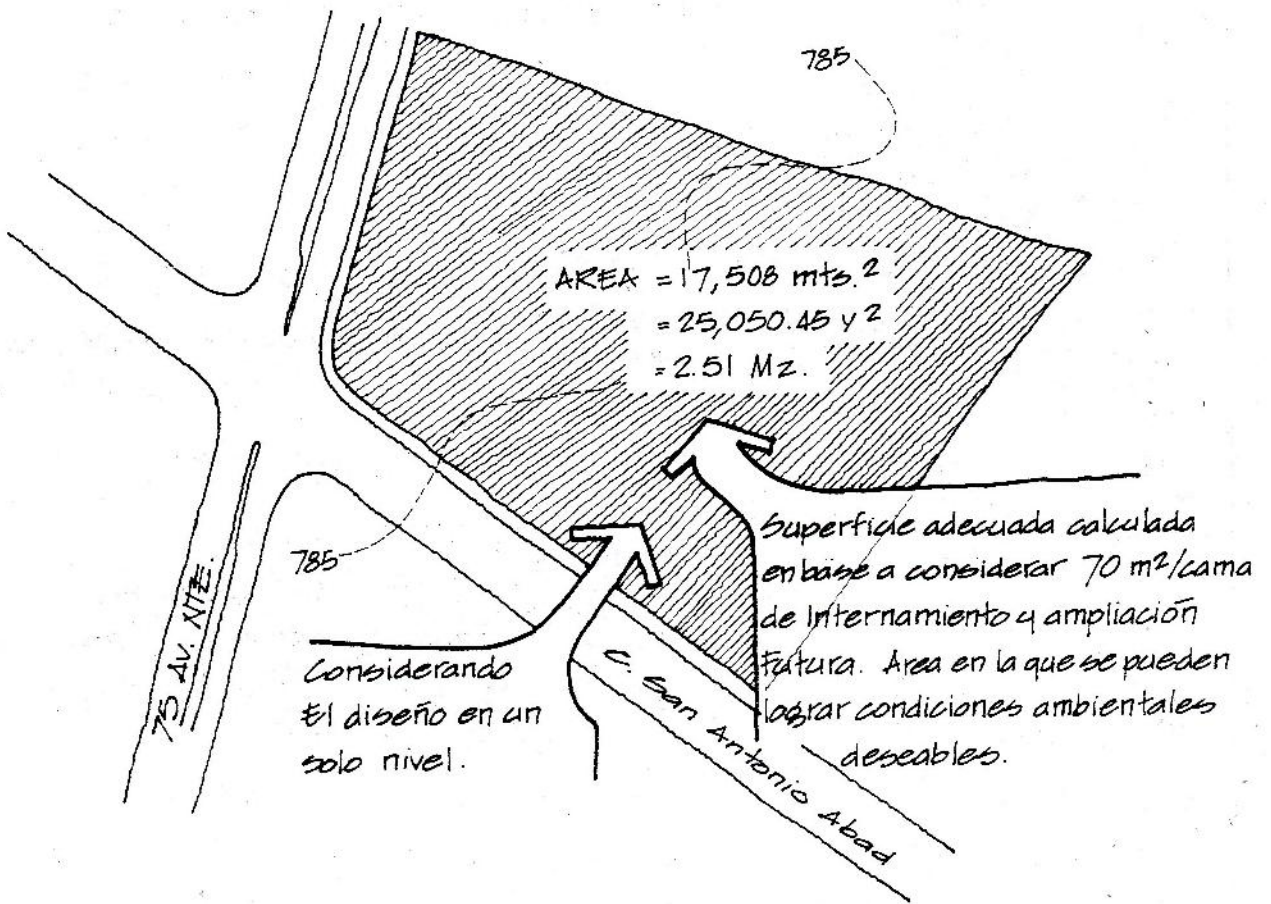 785
AREA = 17,508 mts.2
= 25,050.45 y 2
= 2.51 Mz.
785
75 AV. NTE.
Considerando
El diseño en un
solo nivel.
Superficie adecuada calculada
en base a considerar 70 m²/cama
de Internamiento y ampliación
Futura. Area en la que se pueden
lograr condiciones ambientales
deseables.
C. San Antonio Abad